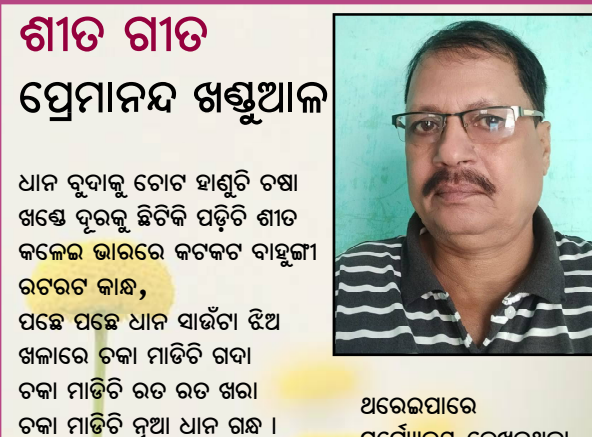 ଶୀତ ଗୀତ
ପ୍ରେମାନନ୍ଦ ଖଣ୍ଡୁଆଳ
ଧାନ ବୁଦାକୁ ଚୋଟ ହାଣୁଚି ଚଷା
ଖଣ୍ଡେ ଦୂରକୁ ଛିଟିକି ପଡ଼ିଚି ଶୀତ
କଳେଇ ଭାରରେ କଟକଟ ବାହୁଙ୍ଗୀ
ରଟରଟ କାନ୍ଧ,
ପଛେ ପଛେ ଧାନ ସାଉଁଟା ଝିଅ
ଖଳାରେ ଚକା ମାଡିଚି ଗଦା
ଚକା ମାଡ଼ିଚି ରତ ରତ ଖରା
ଚକା ମାଡ଼ିଚି ନୂଆ ଧାନ ଗନ୍ଧ ।
ଥରେଇପାରେ